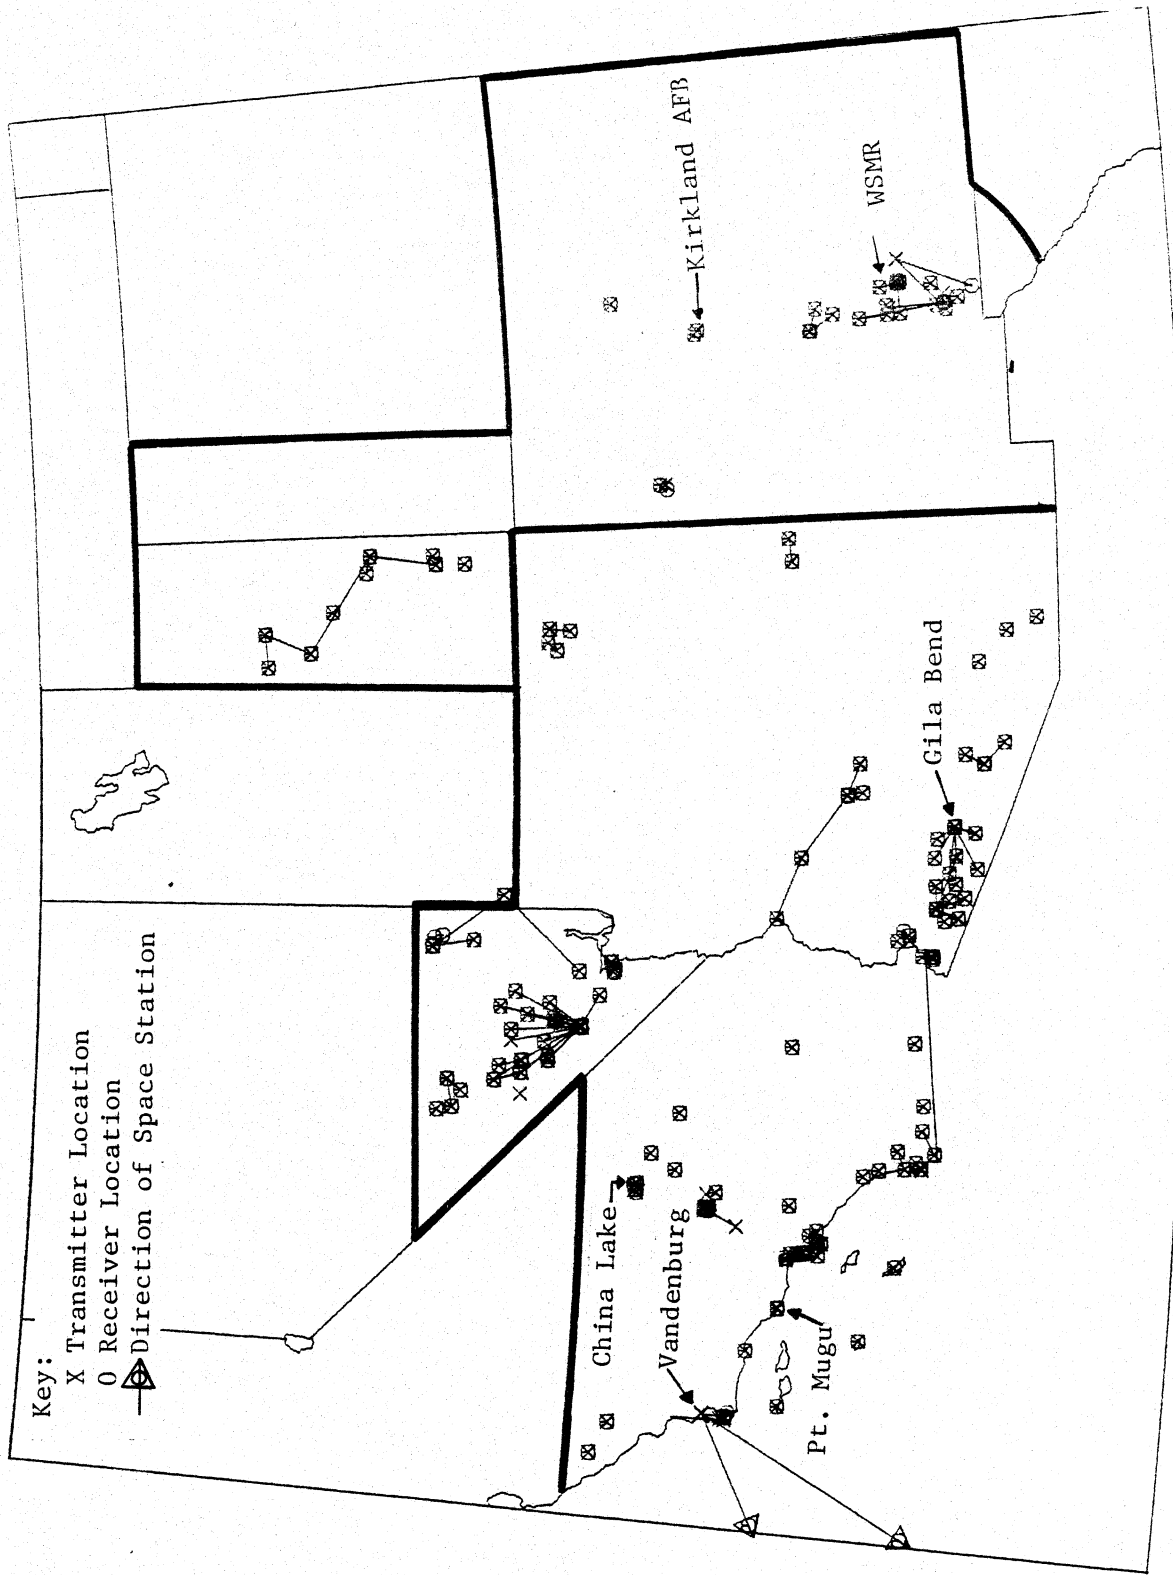 Key:
X Transmitter Location
O Receiver Location
Direction of Space Station
China Lake
Vandenburg
Pt. Mugu
Gila Bend
Kirkland AFB
WSMR